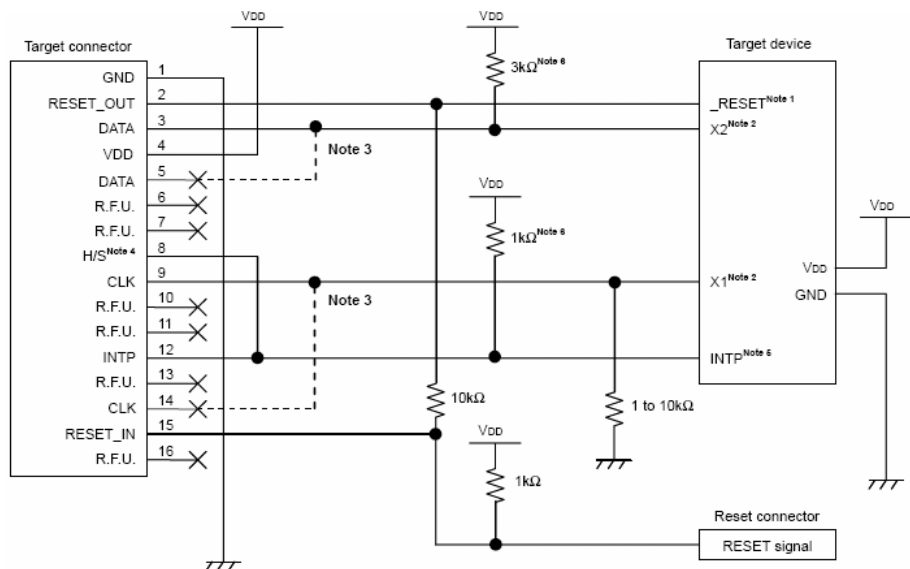 VDD
VDD
Target connector
Target device
GND 1
3kΩNote 6
RESET_OUT 2
_RESETNote 1
DATA 3
X2Note 2
VDD 4
Note 3
DATA 5
VDD
R.F.U. 6
VDD
R.F.U. 7
1kΩNote 6
H/SNote 4 8
VDD
CLK 9
X1Note 2
GND
R.F.U. 10
Note 3
R.F.U. 11
INTP 12
INTPNote 5
R.F.U. 13
10kΩ
CLK 14
1 to 10kΩ
RESET_IN 15
VDD
R.F.U. 16
1kΩ
Reset connector
RESET signal